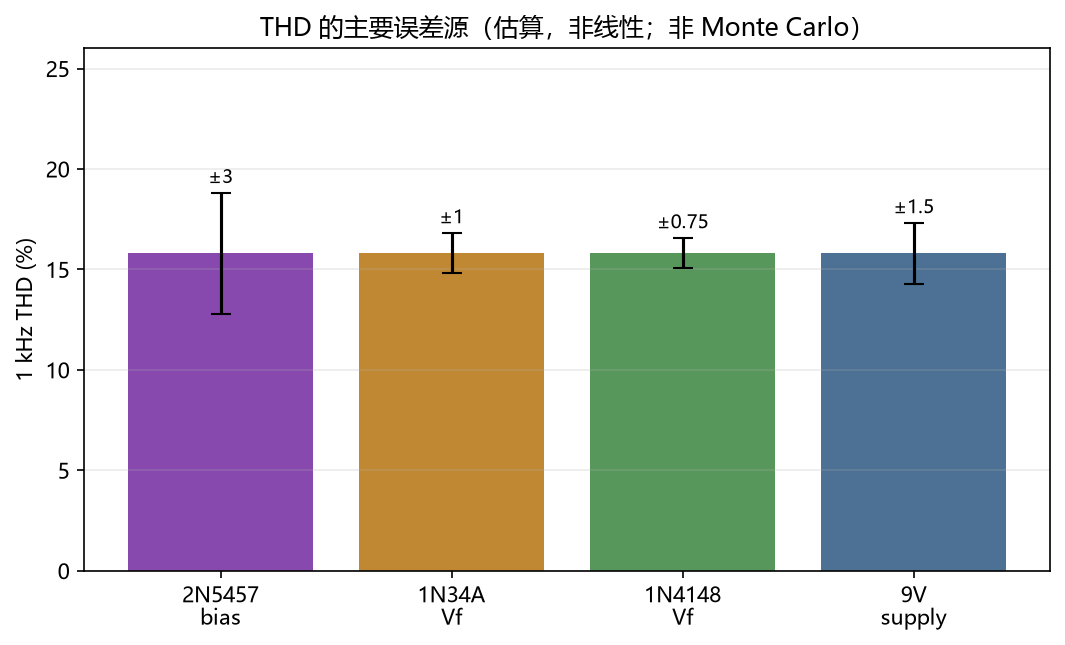 THD 的主要误差源（估算，非线性；非 Monte Carlo）
1 kHz THD (%)
25
20
15
10
5
0
±3
±1
±0.75
±1.5
2N5457
bias
1N34A
Vf
1N4148
Vf
9V
supply